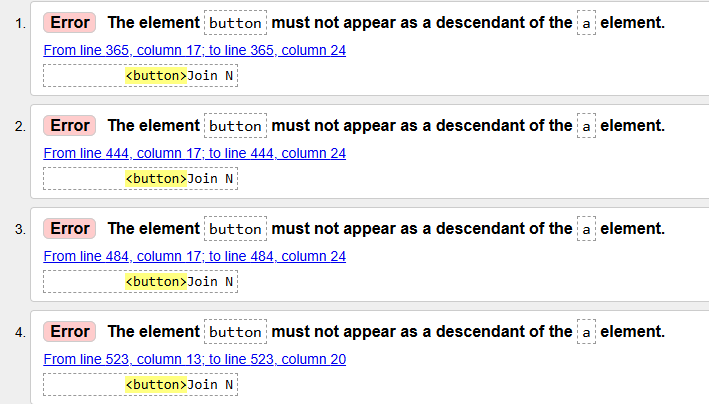 1. Error The element button must not appear as a descendant of the a element.
From line 365, column 17; to line 365, column 24
<button>Join N
2. Error The element button must not appear as a descendant of the a element.
From line 444, column 17; to line 444, column 24
<button>Join N
3. Error The element button must not appear as a descendant of the a element.
From line 484, column 17; to line 484, column 24
<button>Join N
4. Error The element button must not appear as a descendant of the a element.
From line 523, column 13; to line 523, column 20
<button>Join N